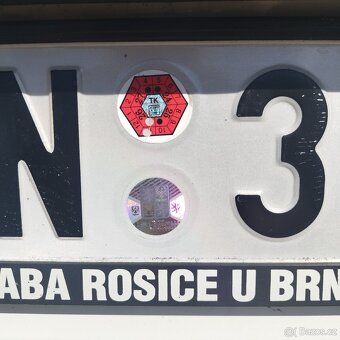 N 3
TK
ABA ROSICE U BRN
© Bazos.cz